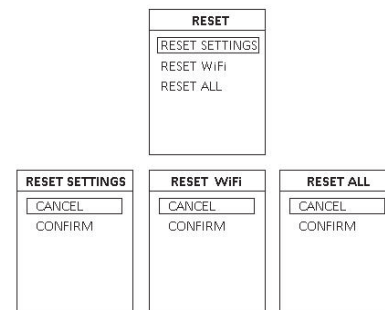 RESET
RESET SETTINGS
RESET WiFi
RESET ALL
RESET SETTINGS
CANCEL
CONFIRM
RESET WiFi
CANCEL
CONFIRM
RESET ALL
CANCEL
CONFIRM